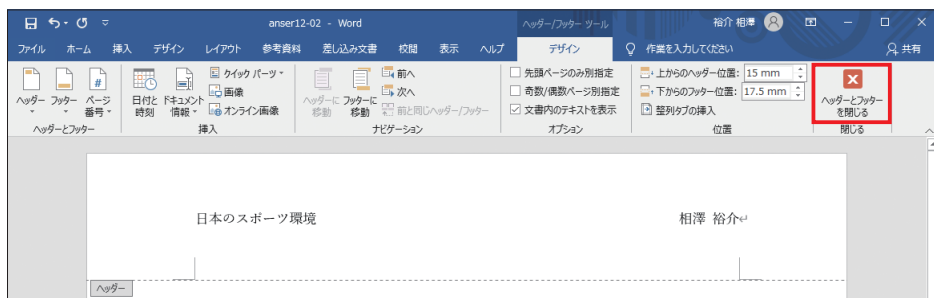 anser12-02 - Word
ヘッダー/フッター ツール
裕介 相澤
ファイル ホーム 挿入 デザイン レイアウト 参考資料 差し込み文書 校閲 表示 ヘルプ デザイン 作業を入力してください 共有
クイック パーツ 前へ 先頭ページのみ別指定 上からのヘッダー位置: 15 mm
画像 次へ 奇数/偶数ページ別指定 下からのフッター位置: 17.5 mm
オンライン画像 前と同じヘッダー/フッター 文書内のテキストを表示 整列タブの挿入
ヘッダー フッター ページ番号 日付と時刻 ドキュメント情報 ヘッダーに移動 フッターに移動 ヘッダーとフッターを閉じる
ヘッダーとフッター 挿入 ナビゲーション オプション 位置 閉じる
日本のスポーツ環境 相澤 裕介
ヘッダー